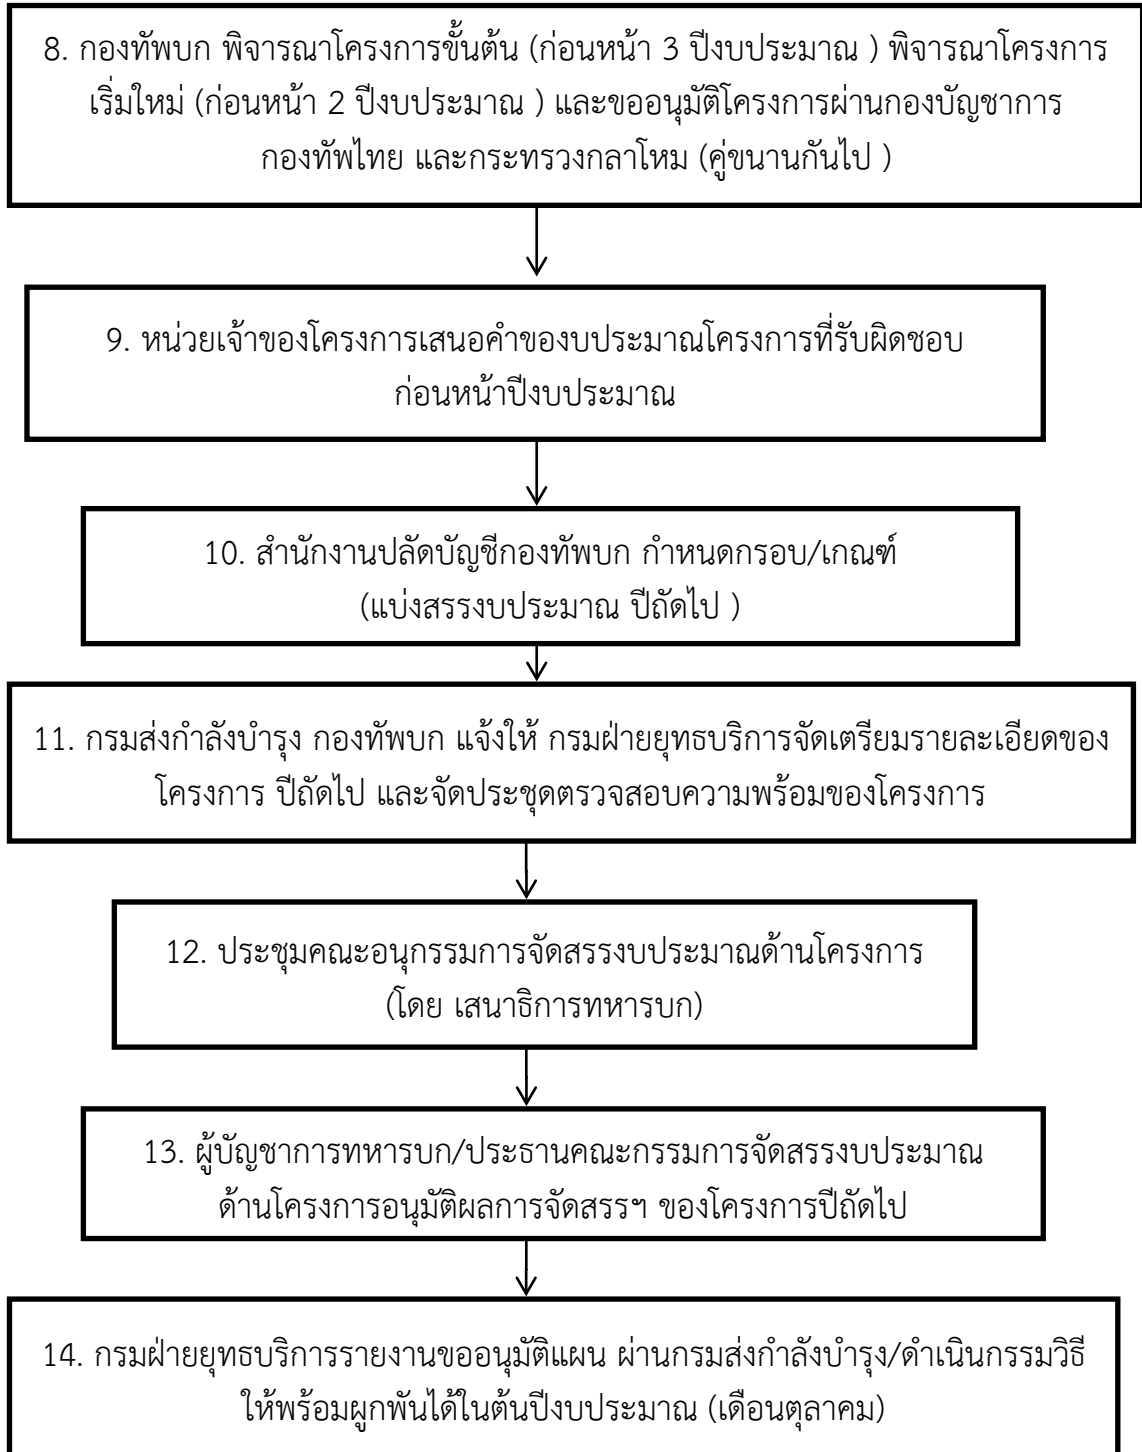 8. กองทัพบก พิจารณาโครงการขั้นต้น (ก่อนหน้า 3 ปีงบประมาณ ) พิจารณาโครงการ
เริ่มใหม่ (ก่อนหน้า 2 ปีงบประมาณ ) และขออนุมัติโครงการผ่านกองบัญชาการ
กองทัพไทย และกระทรวงกลาโหม (คู่ขนานกันไป )
9. หน่วยเจ้าของโครงการเสนอคำของบประมาณโครงการที่รับผิดชอบ
ก่อนหน้าปีงบประมาณ
10. สำนักงานปลัดบัญชีกองทัพบก กำหนดกรอบ/เกณฑ์
(แบ่งสรรงบประมาณ ปีถัดไป )
11. กรมส่งกำลังบำรุง กองทัพบก แจ้งให้ กรมฝ่ายยุทธบริการจัดเตรียมรายละเอียดของ
โครงการ ปีถัดไป และจัดประชุดตรวจสอบความพร้อมของโครงการ
12. ประชุมคณะอนุกรรมการจัดสรรงบประมาณด้านโครงการ
(โดย เสนาธิการทหารบก)
13. ผู้บัญชาการทหารบก/ประธานคณะกรรมการจัดสรรงบประมาณ
ด้านโครงการอนุมัติผลการจัดสรรฯ ของโครงการปีถัดไป
14. กรมฝ่ายยุทธบริการรายงานขออนุมัติแผน ผ่านกรมส่งกำลังบำรุง/ดำเนินกรรมวิธี
ให้พร้อมผูกพันได้ในต้นปีงบประมาณ (เดือนตุลาคม)